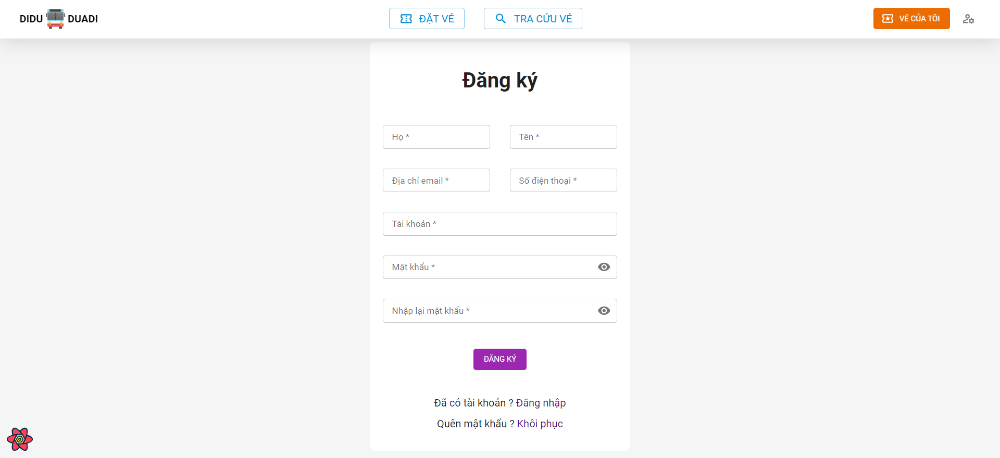 DIDU DUADI
ĐẶT VÉ
TRA CỨU VÉ
VÉ CỦA TÔI
Đăng ký
Họ *
Tên *
Địa chỉ email *
Số điện thoại *
Tài khoản *
Mật khẩu *
Nhập lại mật khẩu *
ĐĂNG KÝ
Đã có tài khoản ? Đăng nhập
Quên mật khẩu ? Khôi phục